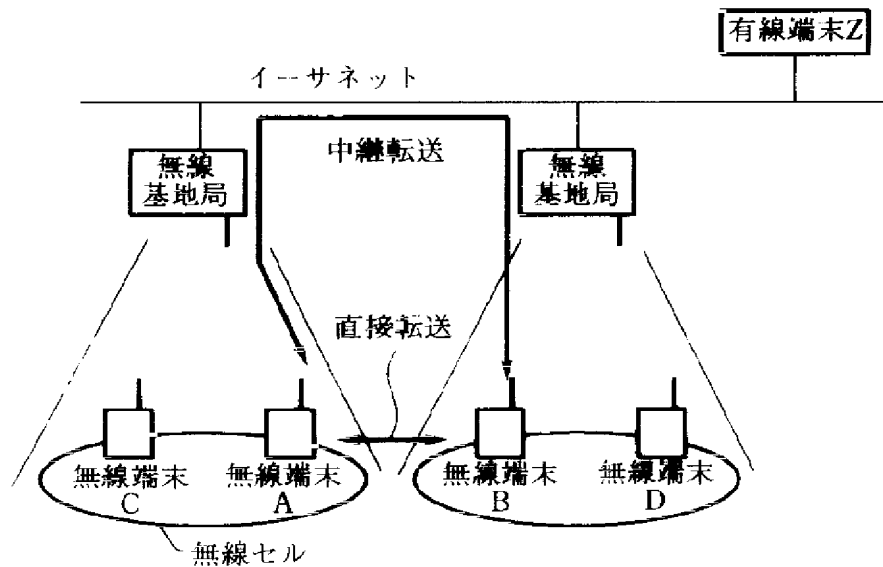 有線端末Z
イーサネット
中継転送
無線
基地局
無線
基地局
直接転送
無線端末
C
無線端末
A
無線端末
B
無線端末
D
無線セル